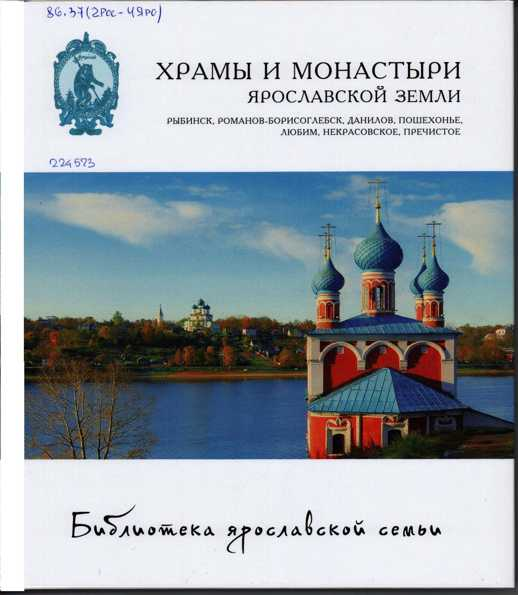 86.37(2Рос-4Яро)
ХРАМЫ И МОНАСТЫРИ
ЯРОСЛАВСКОЙ ЗЕМЛИ
РЫБИНСК, РОМАНОВ-БОРИСОГЛЕБСК, ДАНИЛОВ, ПОШЕХОНЬЕ,
ЛЮБИМ, НЕКРАСОВСКОЕ, ПРЕЧИСТОЕ
224573
Библиотека ярославской семьи